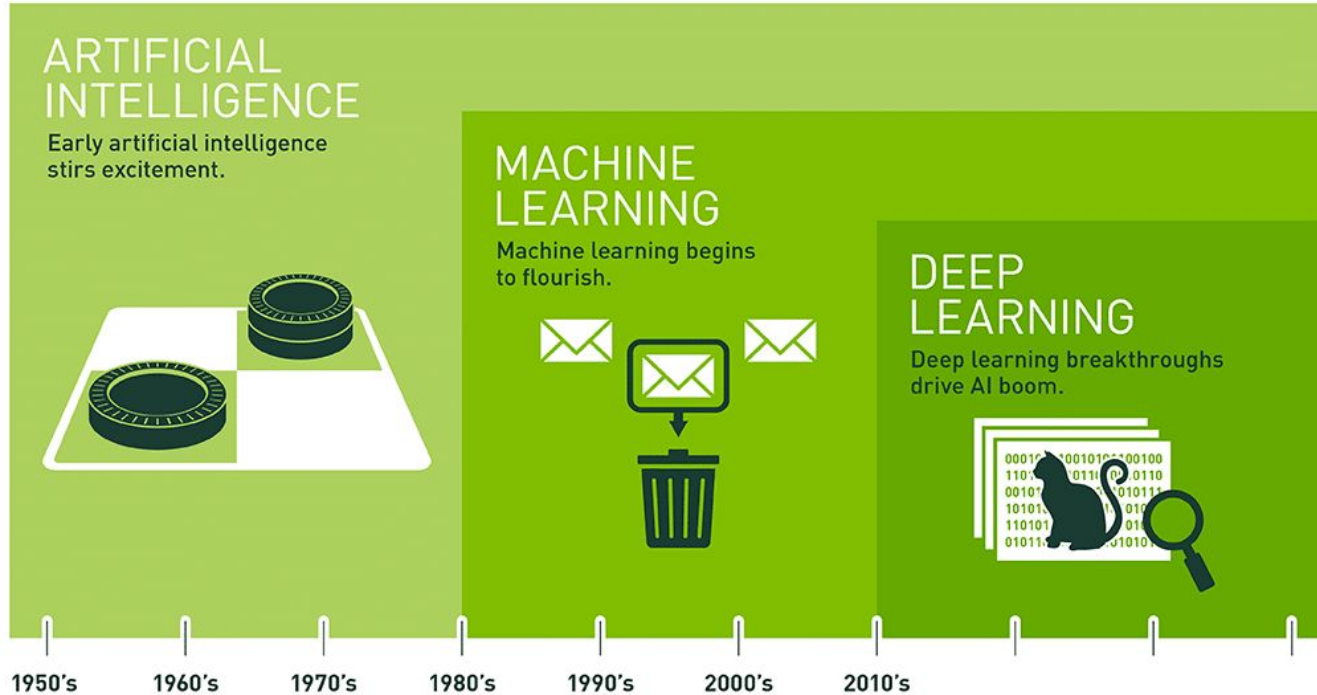 ARTIFICIAL
INTELLIGENCE
Early artificial intelligence
stirs excitement.
MACHINE
LEARNING
Machine learning begins
to flourish.
DEEP
LEARNING
Deep learning breakthroughs
drive AI boom.
1950's 1960's 1970's 1980's 1990's 2000's 2010's